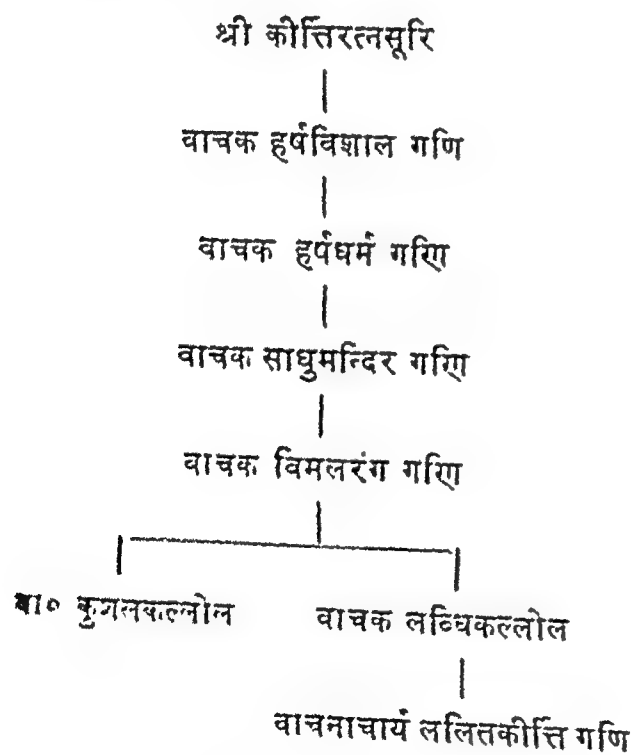 श्री कीर्त्तिरत्नसूरि
वाचक हर्षविशाल गणि
वाचक हर्षधर्म गणि
वाचक साधुमन्दिर गणि
वाचक विमलरंग गणि
वा० कुशलकल्लोल
वाचक लब्धिकल्लोल
वाचनाचार्य ललितकीर्त्ति गणि